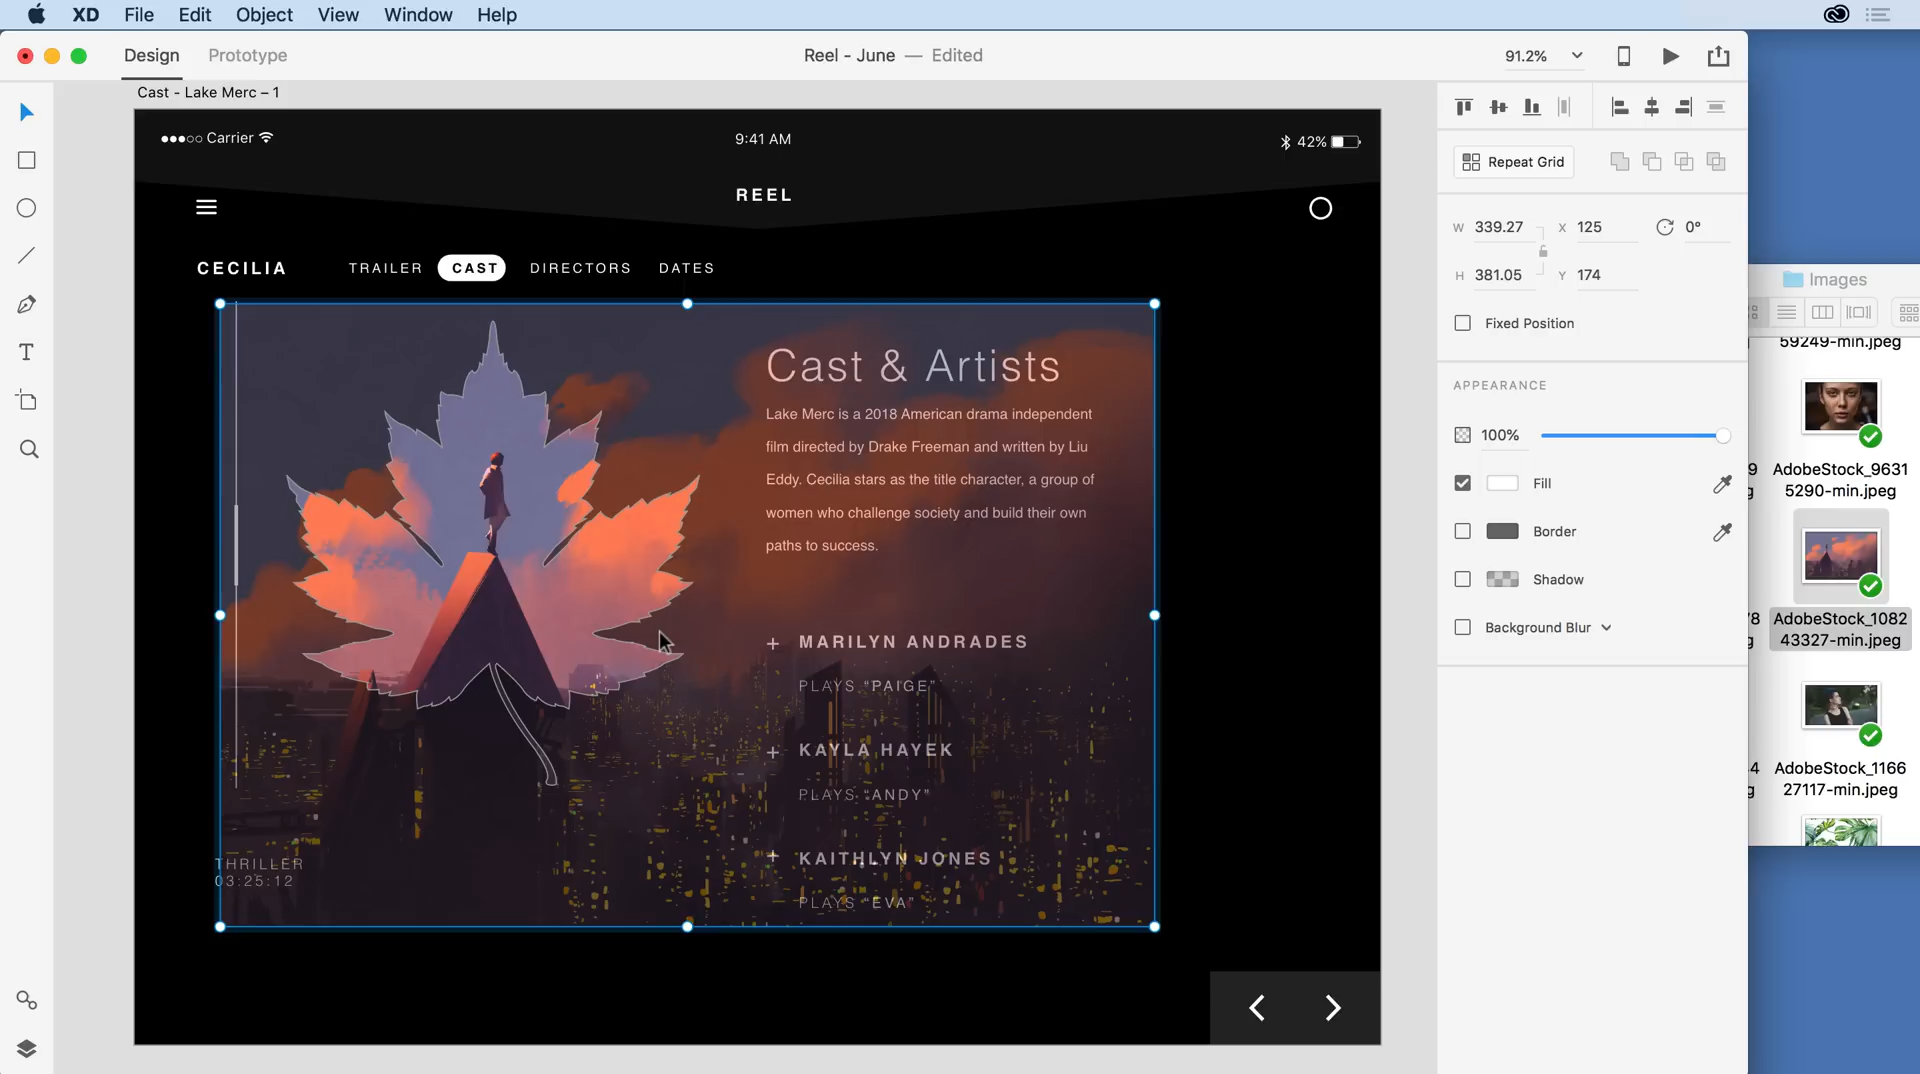 XD File Edit Object View Window Help
Design Prototype
Reel - June — Edited
91.2%
Cast - Lake Merc – 1
Carrier
9:41 AM
42%
REEL
CECILIA
TRAILER CAST DIRECTORS DATES
Cast & Artists
Lake Merc is a 2018 American drama independent
film directed by Drake Freeman and written by Liu
Eddy. Cecilia stars as the title character, a group of
women who challenge society and build their own
paths to success.
+ MARILYN ANDRADES
PLAYS “PAIGE”
+ KAYLA HAYEK
PLAYS “ANDY”
+ KAITHLYN JONES
PLAYS “EVA”
THRILLER
03:25:12
Repeat Grid
W 339.27 X 125 0°
H 381.05 Y 174
Fixed Position
APPEARANCE
100%
Fill
Border
Shadow
Background Blur
Images
59249-min.jpeg
9 AdobeStock_9631
g 5290-min.jpeg
8 AdobeStock_1082
g 43327-min.jpeg
4 AdobeStock_1166
g 27117-min.jpeg